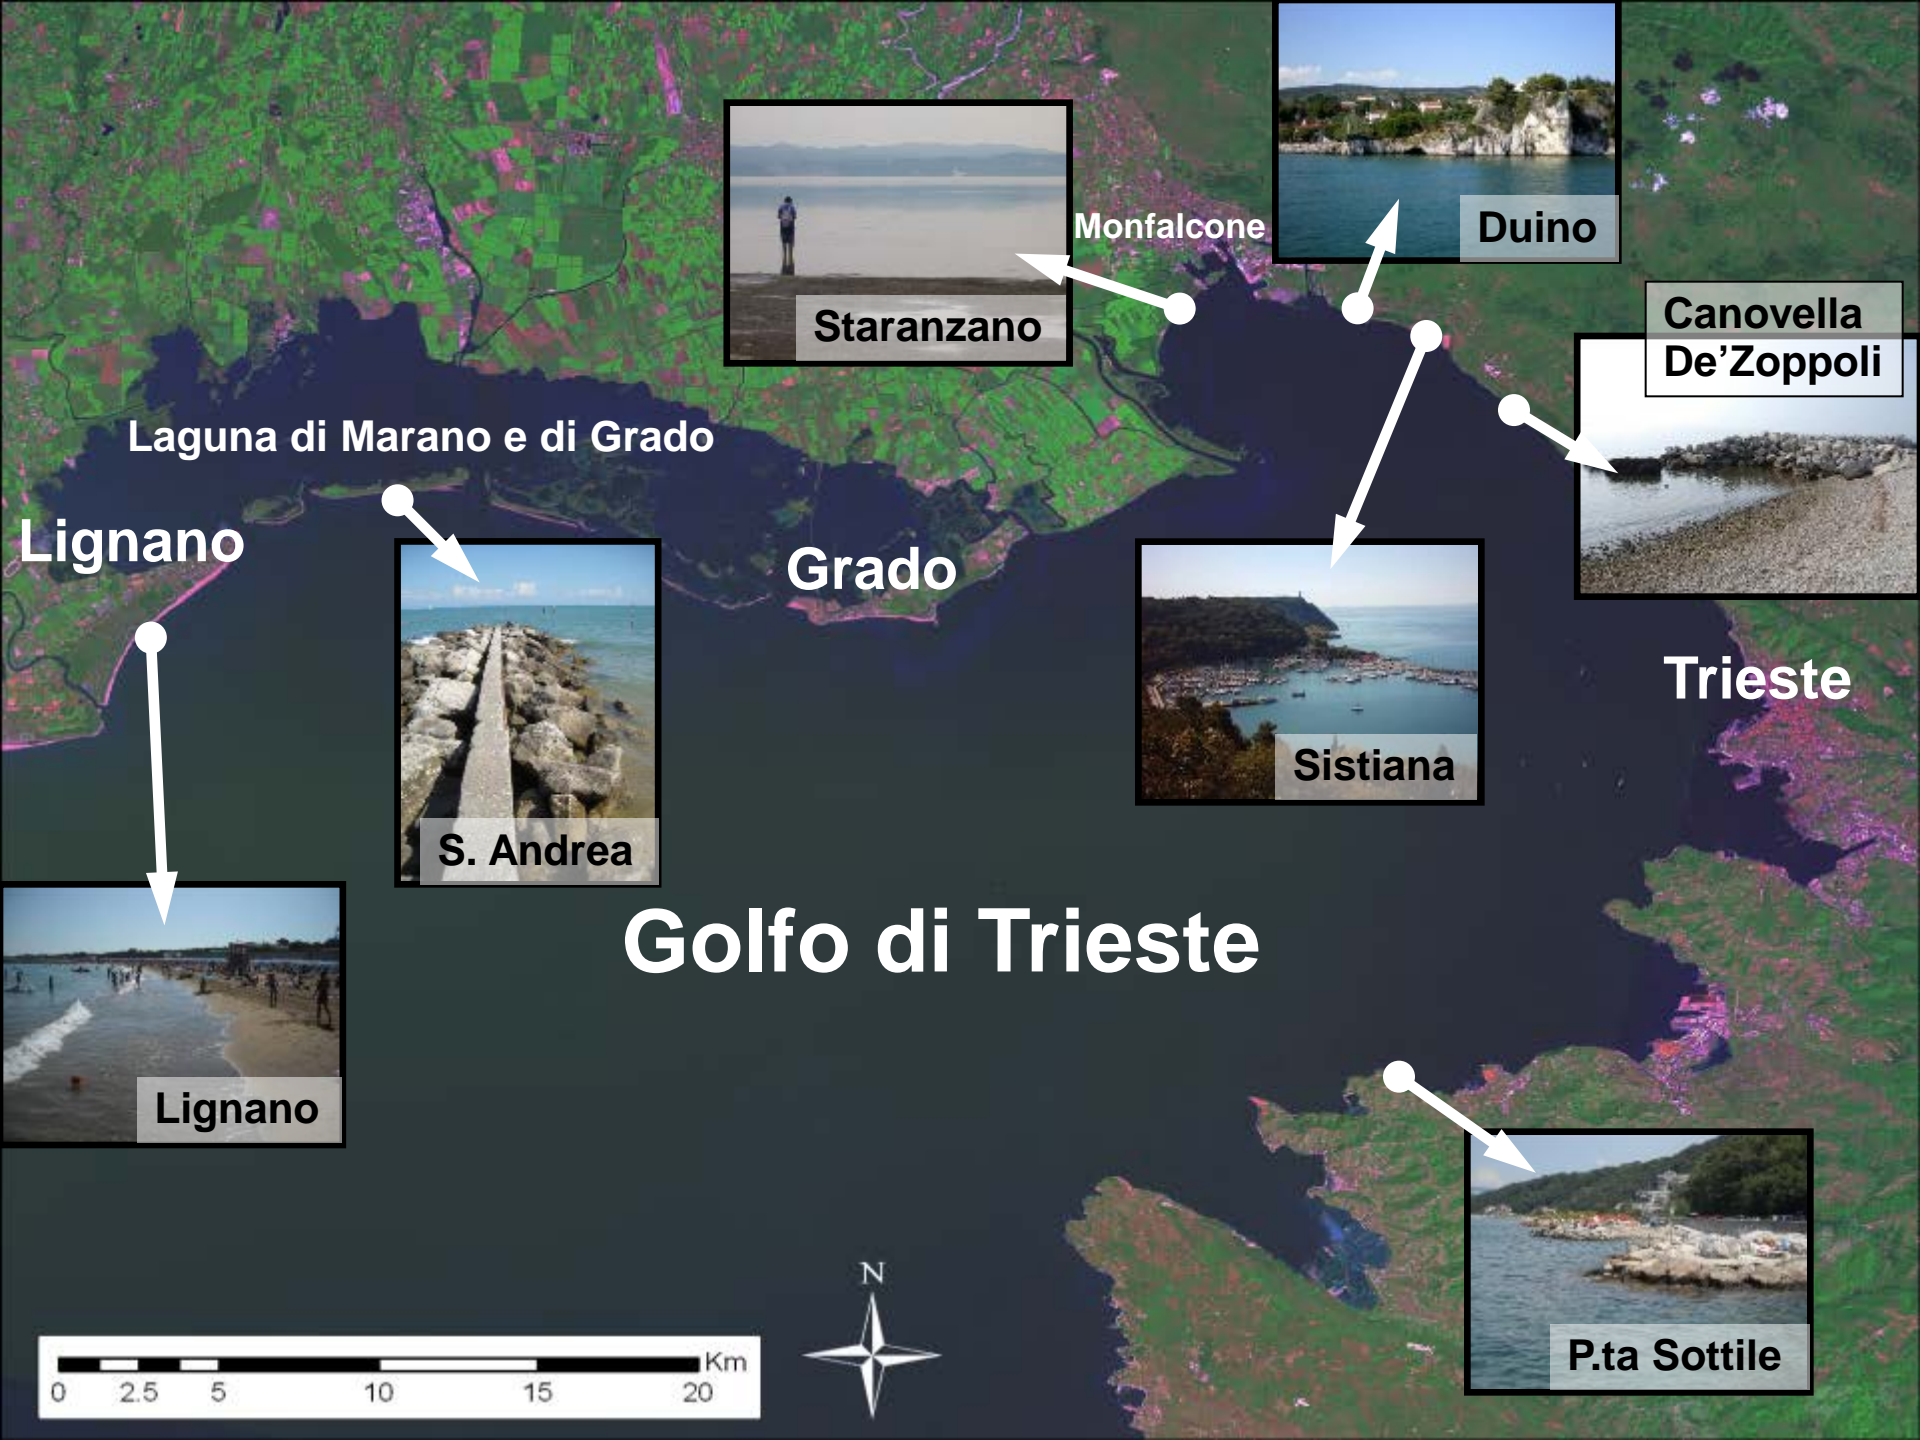 Duino
Monfalcone
Staranzano
Canovella
De'Zoppoli
Laguna di Marano e di Grado
Lignano
Grado
Trieste
Sistiana
S. Andrea
Golfo di Trieste
Lignano
P.ta Sottile
N
Km
0 2.5 5 10 15 20